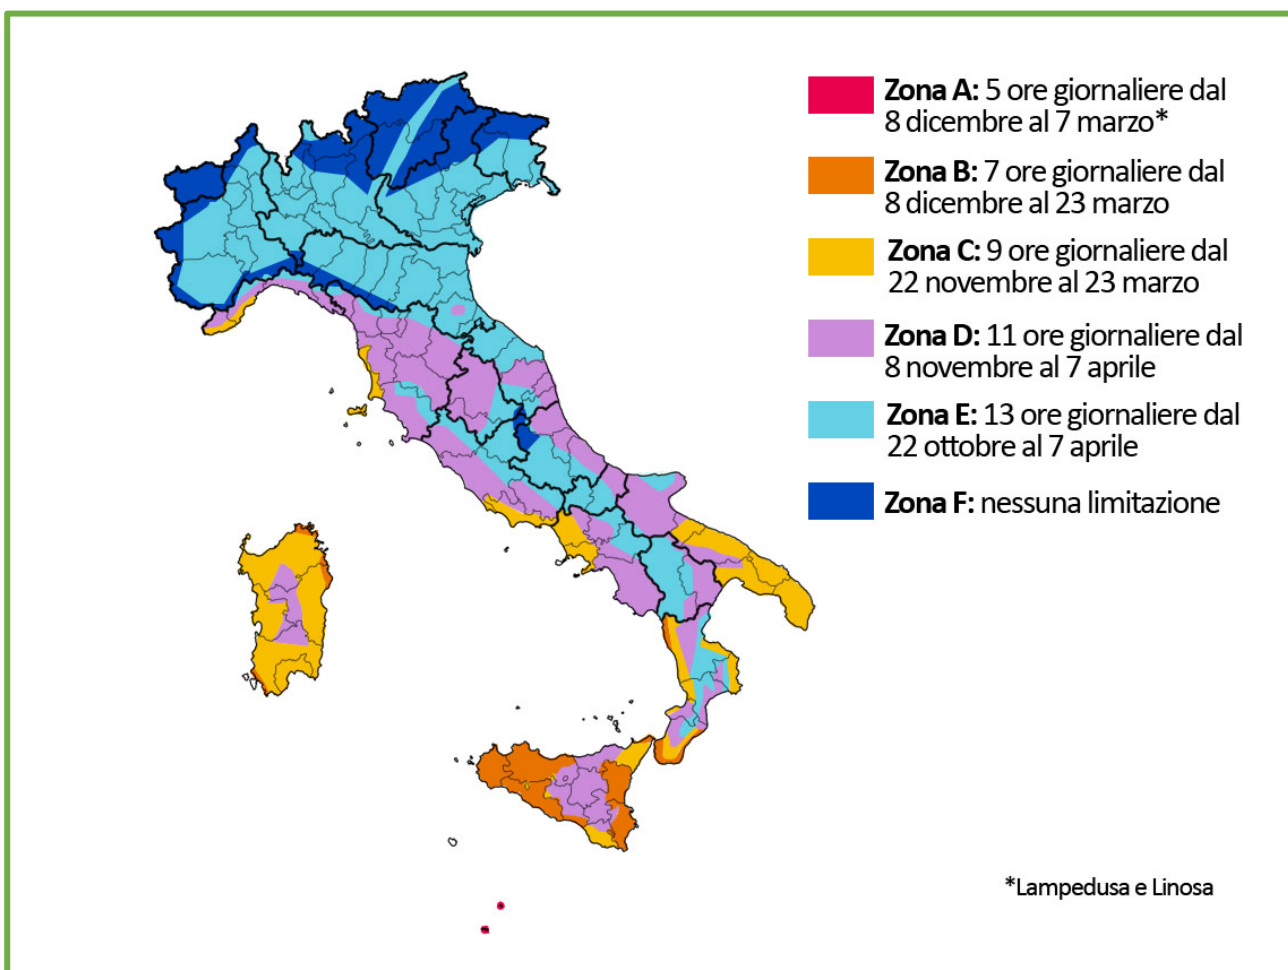 Zona A: 5 ore giornaliere dal
8 dicembre al 7 marzo*
Zona B: 7 ore giornaliere dal
8 dicembre al 23 marzo
Zona C: 9 ore giornaliere dal
22 novembre al 23 marzo
Zona D: 11 ore giornaliere dal
8 novembre al 7 aprile
Zona E: 13 ore giornaliere dal
22 ottobre al 7 aprile
Zona F: nessuna limitazione
*Lampedusa e Linosa